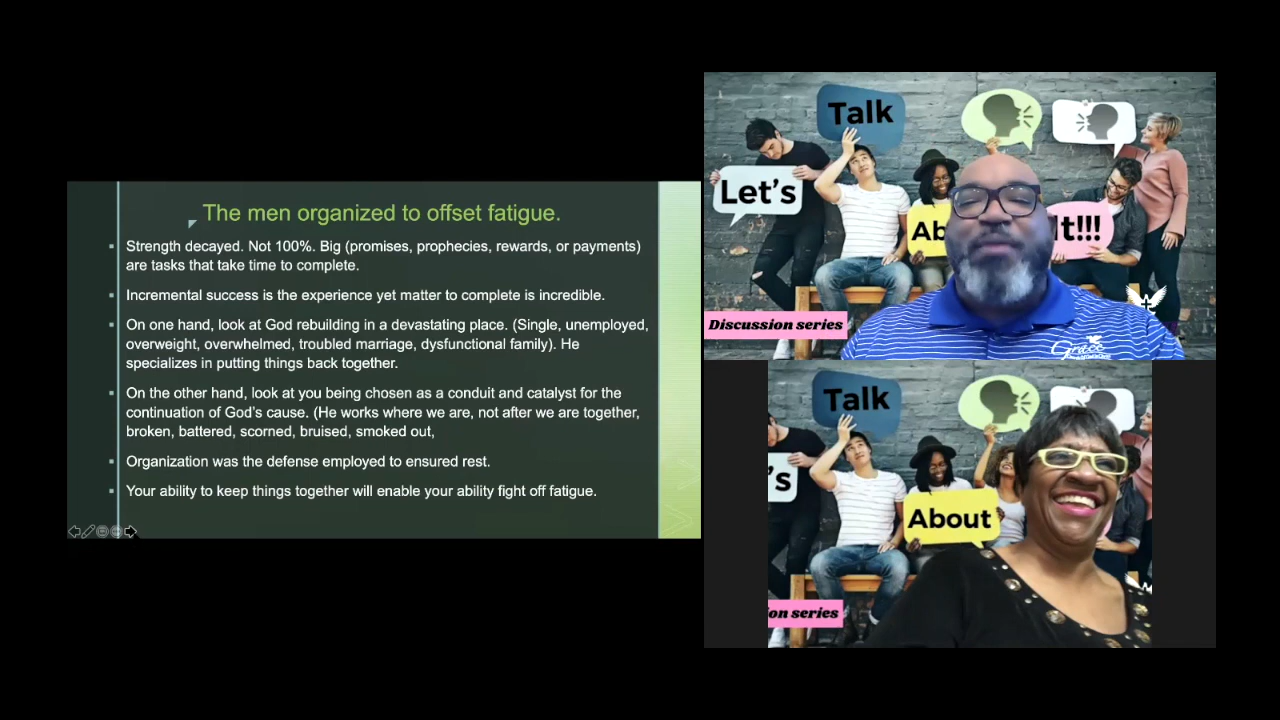 The men organized to offset fatigue.
Strength decayed. Not 100%. Big (promises, prophecies, rewards, or payments)
are tasks that take time to complete.
Incremental success is the experience yet matter to complete is incredible.
On one hand, look at God rebuilding in a devastating place. (Single, unemployed,
overweight, overwhelmed, troubled marriage, dysfunctional family). He
specializes in putting things back together.
On the other hand, look at you being chosen as a conduit and catalyst for the
continuation of God's cause. (He works where we are, not after we are together,
broken, battered, scorned, bruised, smoked out,
Organization was the defense employed to ensured rest.
Your ability to keep things together will enable your ability fight off fatigue.
Talk
Let's
Ab
It!!!
Discussion series
Grace
Talk
's
About
ion series